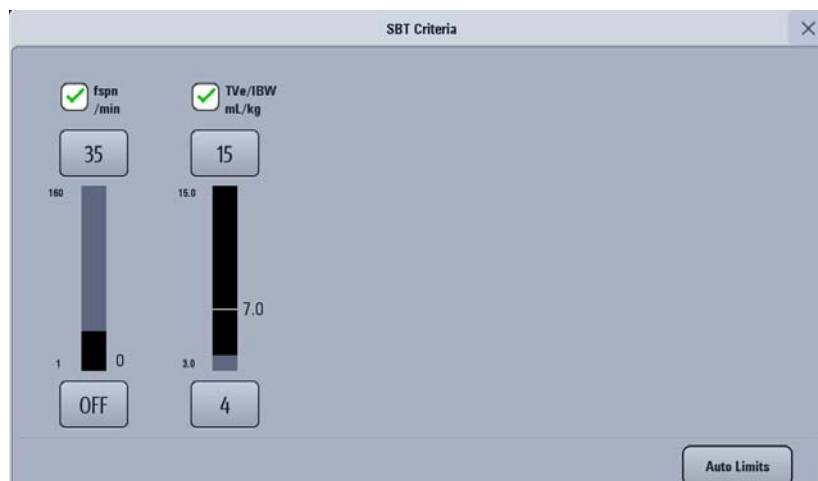 SBT Criteria
fspn
/min
TVe/IBW
mL/kg
35
15
160
15.0
7.0
1
0
3.0
OFF
4
Auto Limits